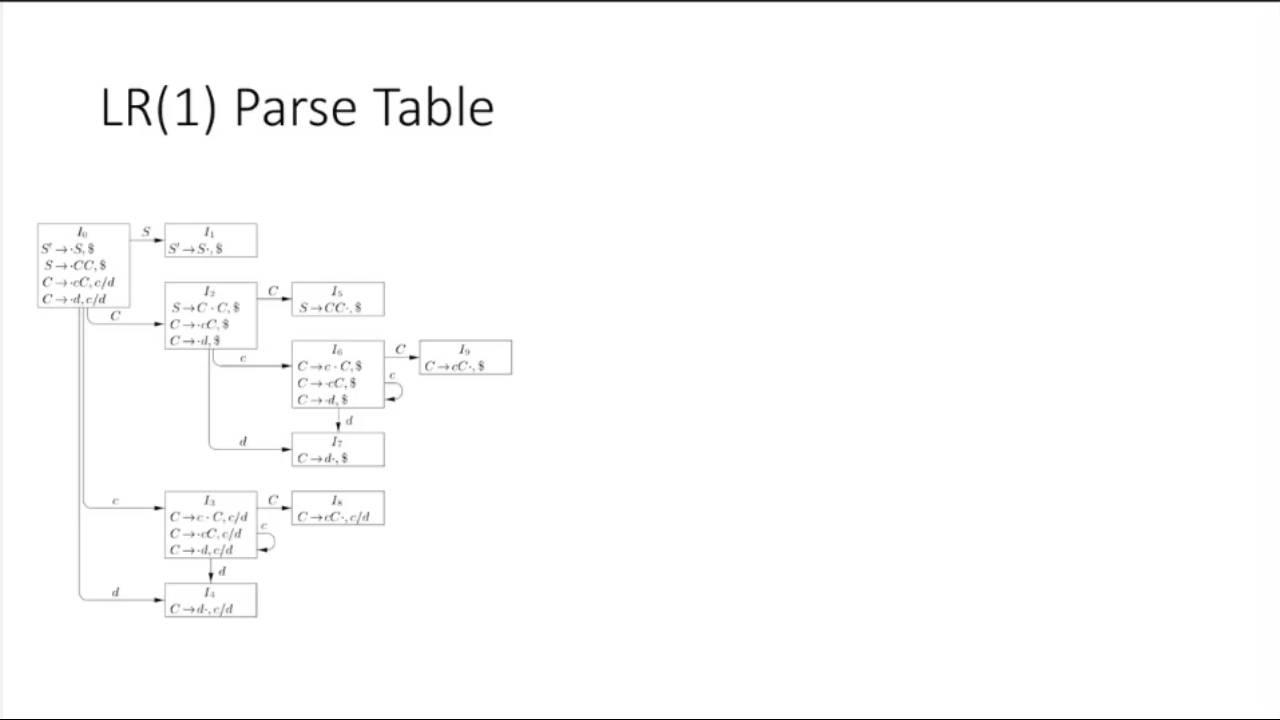 LR(1) Parse Table
I₀
S′ → ·S, $
S → ·CC, $
C → ·cC, c/d
C → ·d, c/d
S
I₁
S′ → S·, $
C
I₂
S → C · C, $
C → ·cC, $
C → ·d, $
C
I₅
S → CC·, $
c
I₆
C → c · C, $
C → ·cC, $
C → ·d, $
C
I₉
C → cC·, $
c
d
d
I₇
C → d·, $
c
I₃
C → c · C, c/d
C → ·cC, c/d
C → ·d, c/d
C
I₈
C → cC·, c/d
c
d
d
I₄
C → d·, c/d